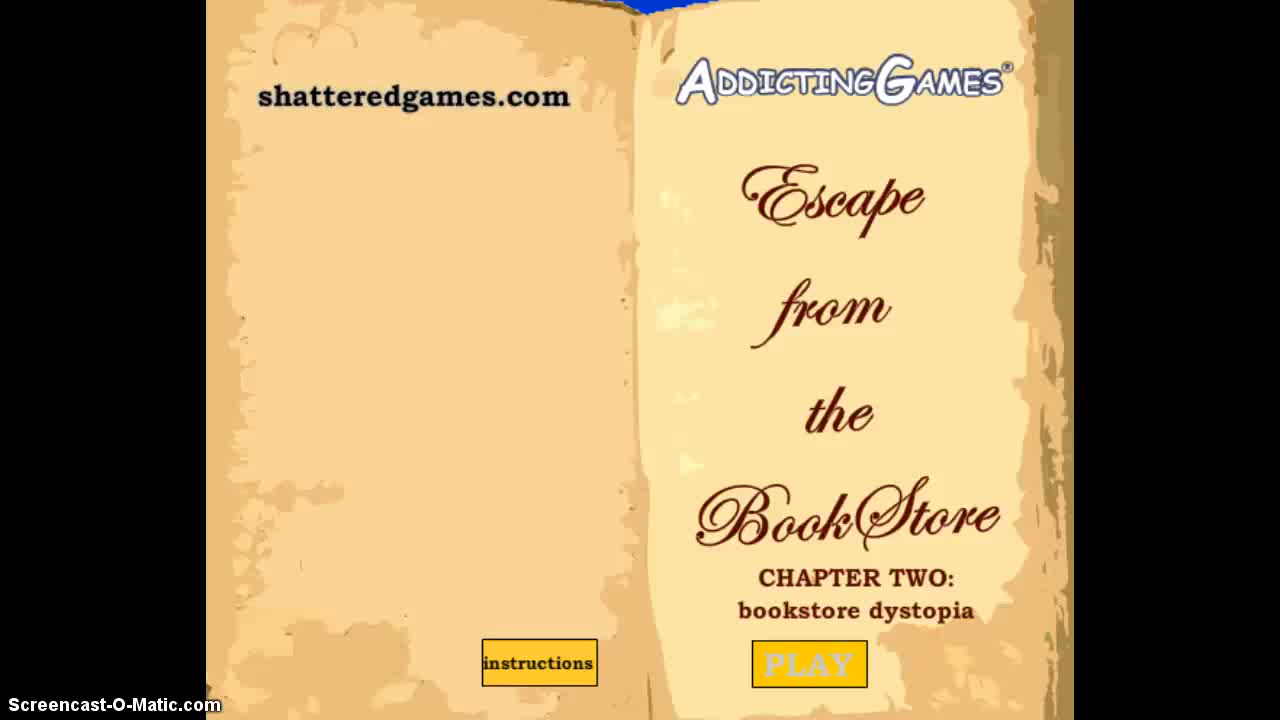 shatteredgames.com
ADDICTINGGAMES®
Escape
from
the
BookStore
CHAPTER TWO:
bookstore dystopia
instructions
PLAY
Screencast-O-Matic.com